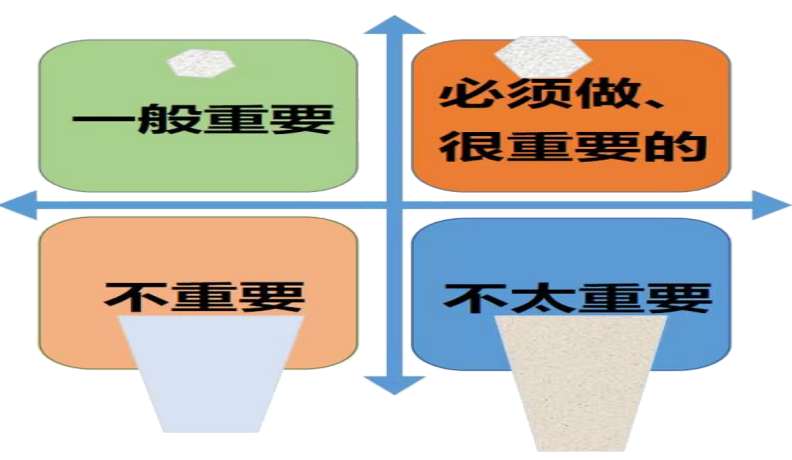 一般重要
必须做、
很重要的
不重要
不太重要